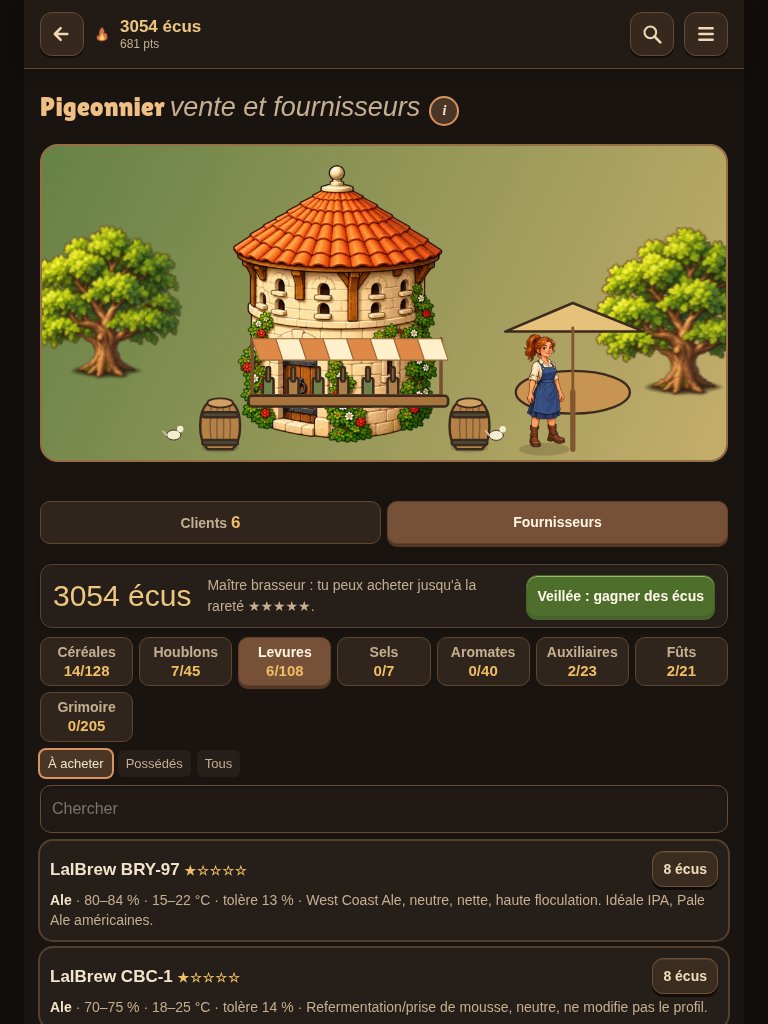 3054 écus
681 pts
Pigeonnier vente et fournisseurs i
Clients 6
Fournisseurs
3054 écus
Maître brasseur : tu peux acheter jusqu'à la
rareté ★★★★★.
Veillée : gagner des écus
Céréales
14/128
Houblons
7/45
Levures
6/108
Sels
0/7
Aromates
0/40
Auxiliaires
2/23
Fûts
2/21
Grimoire
0/205
À acheter
Possédés
Tous
Chercher
LalBrew BRY-97 ★☆☆☆☆
8 écus
Ale · 80–84 % · 15–22 °C · tolère 13 % · West Coast Ale, neutre, nette, haute floculation. Idéale IPA, Pale
Ale américaines.
LalBrew CBC-1 ★☆☆☆☆
8 écus
Ale · 70–75 % · 18–25 °C · tolère 14 % · Refermentation/prise de mousse, neutre, ne modifie pas le profil.